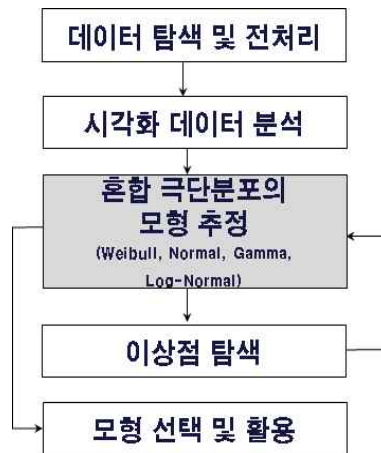 데이터 탐색 및 전처리
시각화 데이터 분석
혼합 극단분포의
모형 추정
(Weibull, Normal, Gamma,
Log-Normal)
이상점 탐색
모형 선택 및 활용